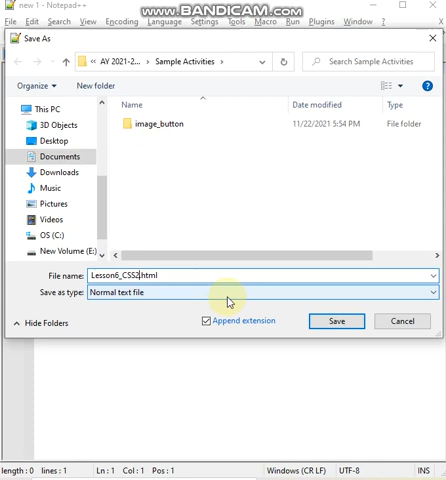 new 1 - Notepad++
WWW.BANDICAM.COM
File Edit Search View Encoding Language Settings Tools Macro Run Plugins Window ?
Save As
« AY 2021-2... > Sample Activities >
Search Sample Activities
Organize
New folder
Name
Date modified
Type
This PC
3D Objects
Desktop
Documents
Downloads
Music
Pictures
Videos
OS (C:)
New Volume (E:)
image_button
11/22/2021 5:54 PM
File folder
File name:
Lesson6_CSS2.html
Save as type:
Normal text file
Hide Folders
Append extension
Save
Cancel
length : 0 lines : 1
Ln : 1 Col : 1 Pos : 1
Windows (CR LF)
UTF-8
INS